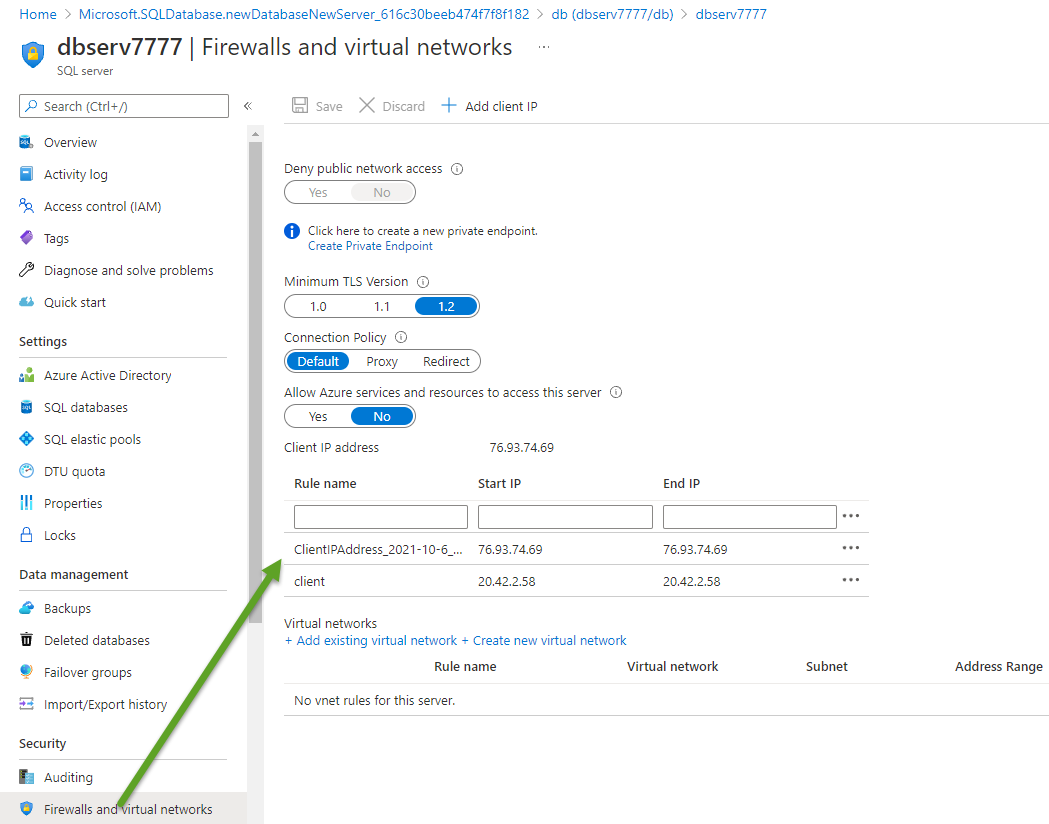 Home > Microsoft.SQLDatabase.newDatabaseNewServer_616c30beeb474f7f8f182 > db (dbserv7777/db) > dbserv7777
dbserv7777 | Firewalls and virtual networks ...
SQL server
Search (Ctrl+/)
«
Save
Discard
Add client IP
Overview
Activity log
Access control (IAM)
Tags
Diagnose and solve problems
Quick start
Settings
Azure Active Directory
SQL databases
SQL elastic pools
DTU quota
Properties
Locks
Data management
Backups
Deleted databases
Failover groups
Import/Export history
Security
Auditing
Firewalls and virtual networks
Deny public network access
Yes No
Click here to create a new private endpoint.
Create Private Endpoint
Minimum TLS Version
1.0 1.1 1.2
Connection Policy
Default Proxy Redirect
Allow Azure services and resources to access this server
Yes No
Client IP address 76.93.74.69
Rule name Start IP End IP
...
ClientIPAddress_2021-10-6_... 76.93.74.69 76.93.74.69 ...
client 20.42.2.58 20.42.2.58 ...
Virtual networks
+ Add existing virtual network + Create new virtual network
Rule name Virtual network Subnet Address Range
No vnet rules for this server.